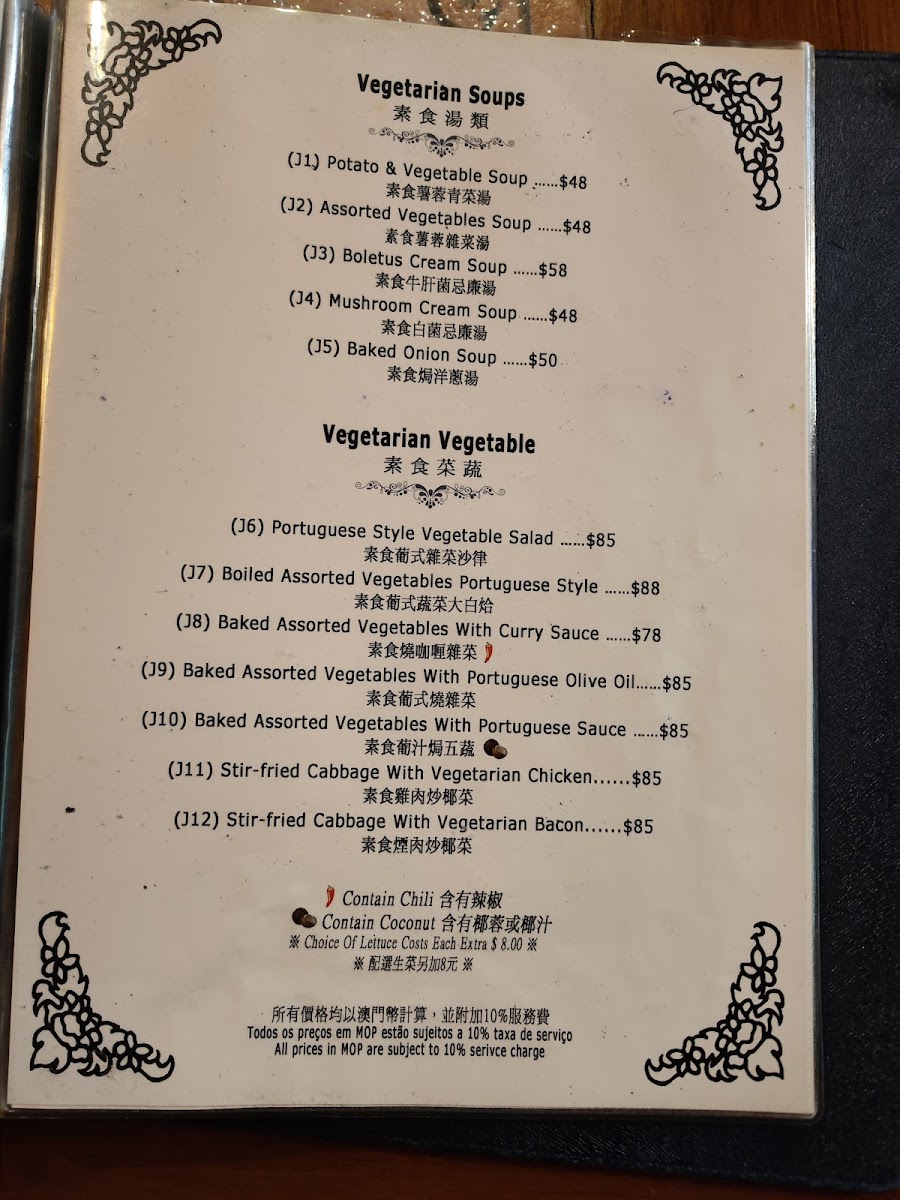 Vegetarian Soups
素食湯類
(J1) Potato & Vegetable Soup ......$48
素食薯蓉青菜湯
(J2) Assorted Vegetables Soup ......$48
素食薯蓉雜菜湯
(J3) Boletus Cream Soup ......$58
素食牛肝菌忌廉湯
(J4) Mushroom Cream Soup ......$48
素食白菌忌廉湯
(J5) Baked Onion Soup ......$50
素食焗洋蔥湯
Vegetarian Vegetable
素食菜蔬
(J6) Portuguese Style Vegetable Salad ......$85
素食葡式雜菜沙律
(J7) Boiled Assorted Vegetables Portuguese Style ......$88
素食葡式蔬菜大白烚
(J8) Baked Assorted Vegetables With Curry Sauce ......$78
素食燒咖喱雜菜
(J9) Baked Assorted Vegetables With Portuguese Olive Oil......$85
素食葡式燒雜菜
(J10) Baked Assorted Vegetables With Portuguese Sauce ......$85
素食葡汁焗五蔬
(J11) Stir-fried Cabbage With Vegetarian Chicken......$85
素食雞肉炒椰菜
(J12) Stir-fried Cabbage With Vegetarian Bacon......$85
素食煙肉炒椰菜
Contain Chili 含有辣椒
Contain Coconut 含有椰蓉或椰汁
※ Choice Of Lettuce Costs Each Extra $ 8.00 ※
※ 配選生菜另加8元 ※
所有價格均以澳門幣計算，並附加10%服務費
Todos os preços em MOP estão sujeitos a 10% taxa de serviço
All prices in MOP are subject to 10% serivce charge